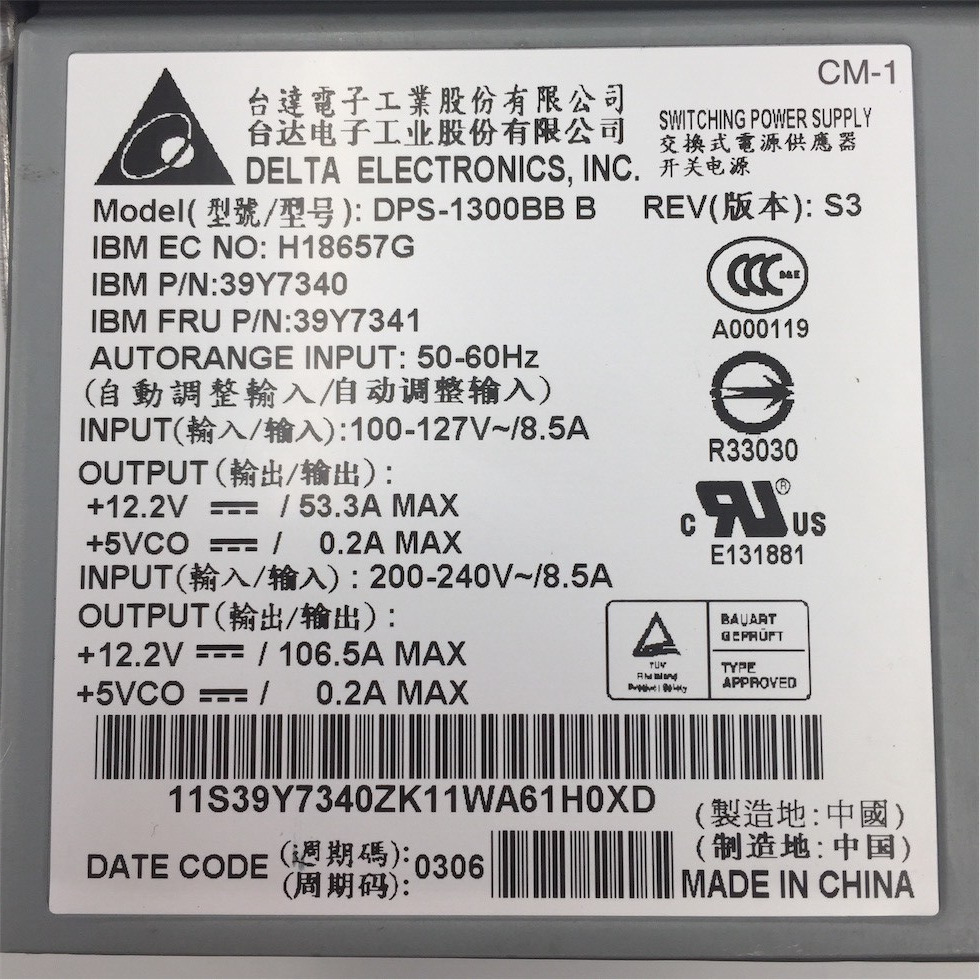 CM-1
台達電子工業股份有限公司
台达电子工业股份有限公司
DELTA ELECTRONICS, INC.
SWITCHING POWER SUPPLY
交換式電源供應器
开关电源
Model(型號/型号): DPS-1300BB B REV(版本): S3
IBM EC NO: H18657G
IBM P/N:39Y7340
IBM FRU P/N:39Y7341
AUTORANGE INPUT: 50-60Hz
(自動調整輸入/自动调整输入)
INPUT(輸入/输入):100-127V~/8.5A
OUTPUT(輸出/输出):
+12.2V ⎓ / 53.3A MAX
+5VCO ⎓ / 0.2A MAX
INPUT(輸入/输入): 200-240V~/8.5A
OUTPUT(輸出/输出):
+12.2V ⎓ / 106.5A MAX
+5VCO ⎓ / 0.2A MAX
CCC S&E
A000119
R33030
c RU ® US
E131881
TUV
Rheinland
Product Safety
BAUART
GEPRÜFT
TYPE
APPROVED
11S39Y7340ZK11WA61H0XD
DATE CODE (週期碼):
(周期码): 0306
(製造地:中國)
(制造地:中国)
MADE IN CHINA